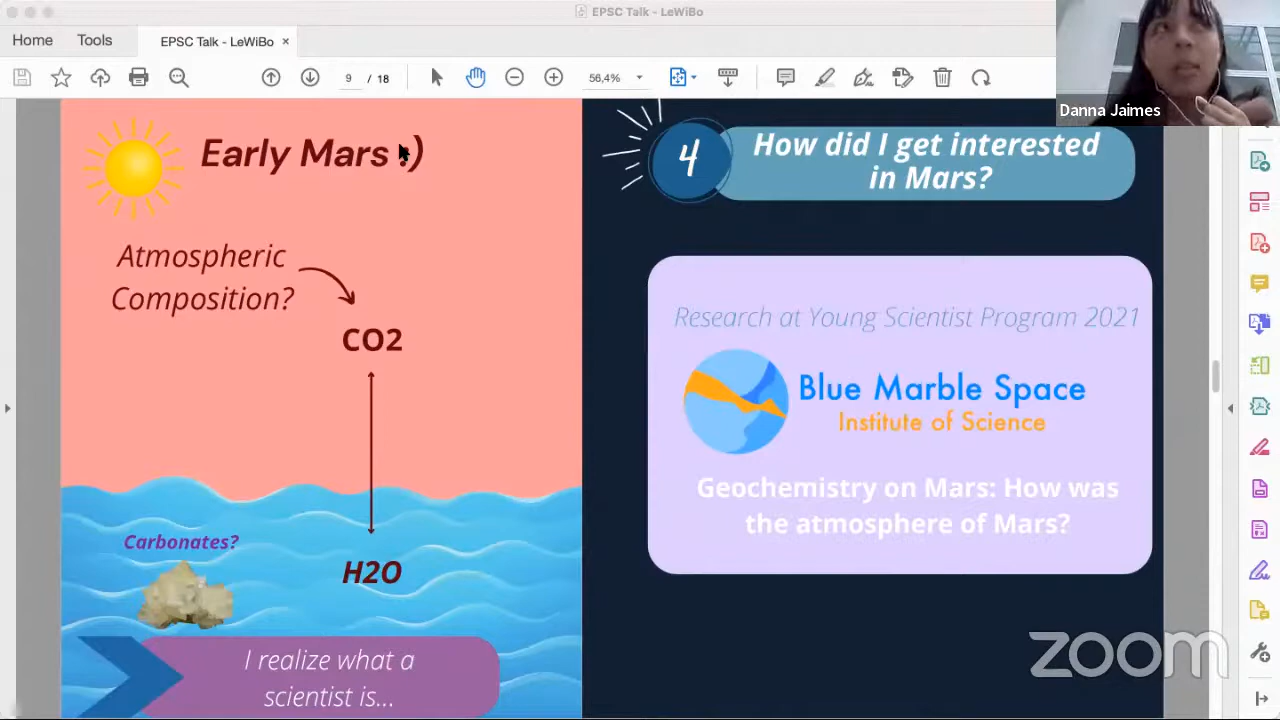 EPSC Talk - LeWiBo
Home
Tools
EPSC Talk - LeWiBo ×
9 / 18
56,4%
Danna Jaimes
Early Mars :)
Atmospheric
Composition?
CO2
Carbonates?
H2O
I realize what a
scientist is...
4
How did I get interested
in Mars?
Research at Young Scientist Program 2021
Blue Marble Space
Institute of Science
Geochemistry on Mars: How was
the atmosphere of Mars?
zoom